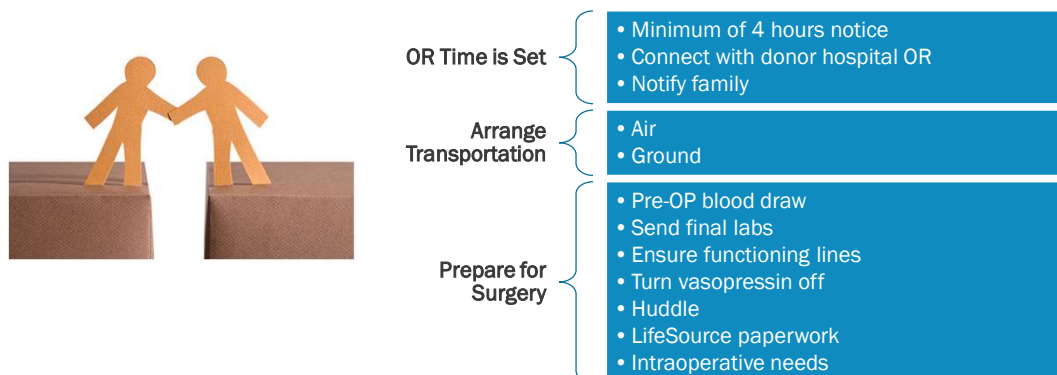 OR Time is Set
• Minimum of 4 hours notice
• Connect with donor hospital OR
• Notify family
Arrange
Transportation
• Air
• Ground
Prepare for
Surgery
• Pre-OP blood draw
• Send final labs
• Ensure functioning lines
• Turn vasopressin off
• Huddle
• LifeSource paperwork
• Intraoperative needs